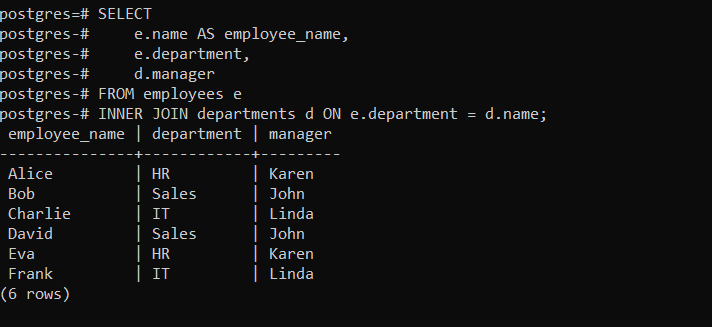 postgres=# SELECT
postgres-#     e.name AS employee_name,
postgres-#     e.department,
postgres-#     d.manager
postgres-# FROM employees e
postgres-# INNER JOIN departments d ON e.department = d.name;
 employee_name | department | manager
---------------+------------+---------
 Alice         | HR         | Karen
 Bob           | Sales      | John
 Charlie       | IT         | Linda
 David         | Sales      | John
 Eva           | HR         | Karen
 Frank         | IT         | Linda
(6 rows)